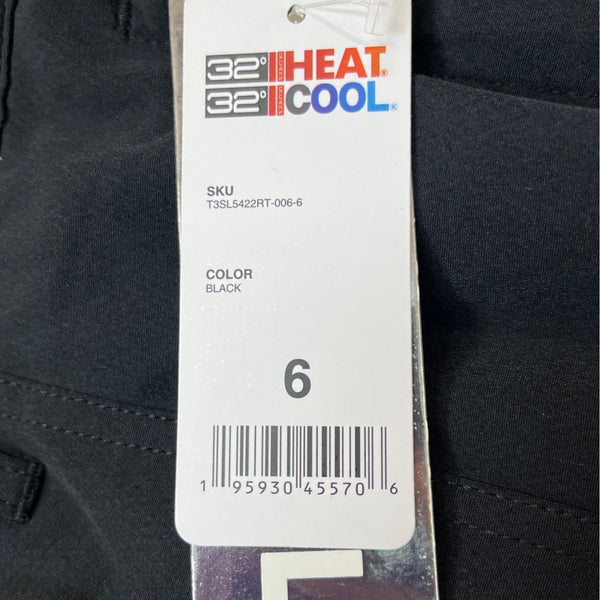 32° HEAT®
32° COOL®
SKU
T3SL5422RT-006-6
COLOR
BLACK
6
1 95930 45570 6